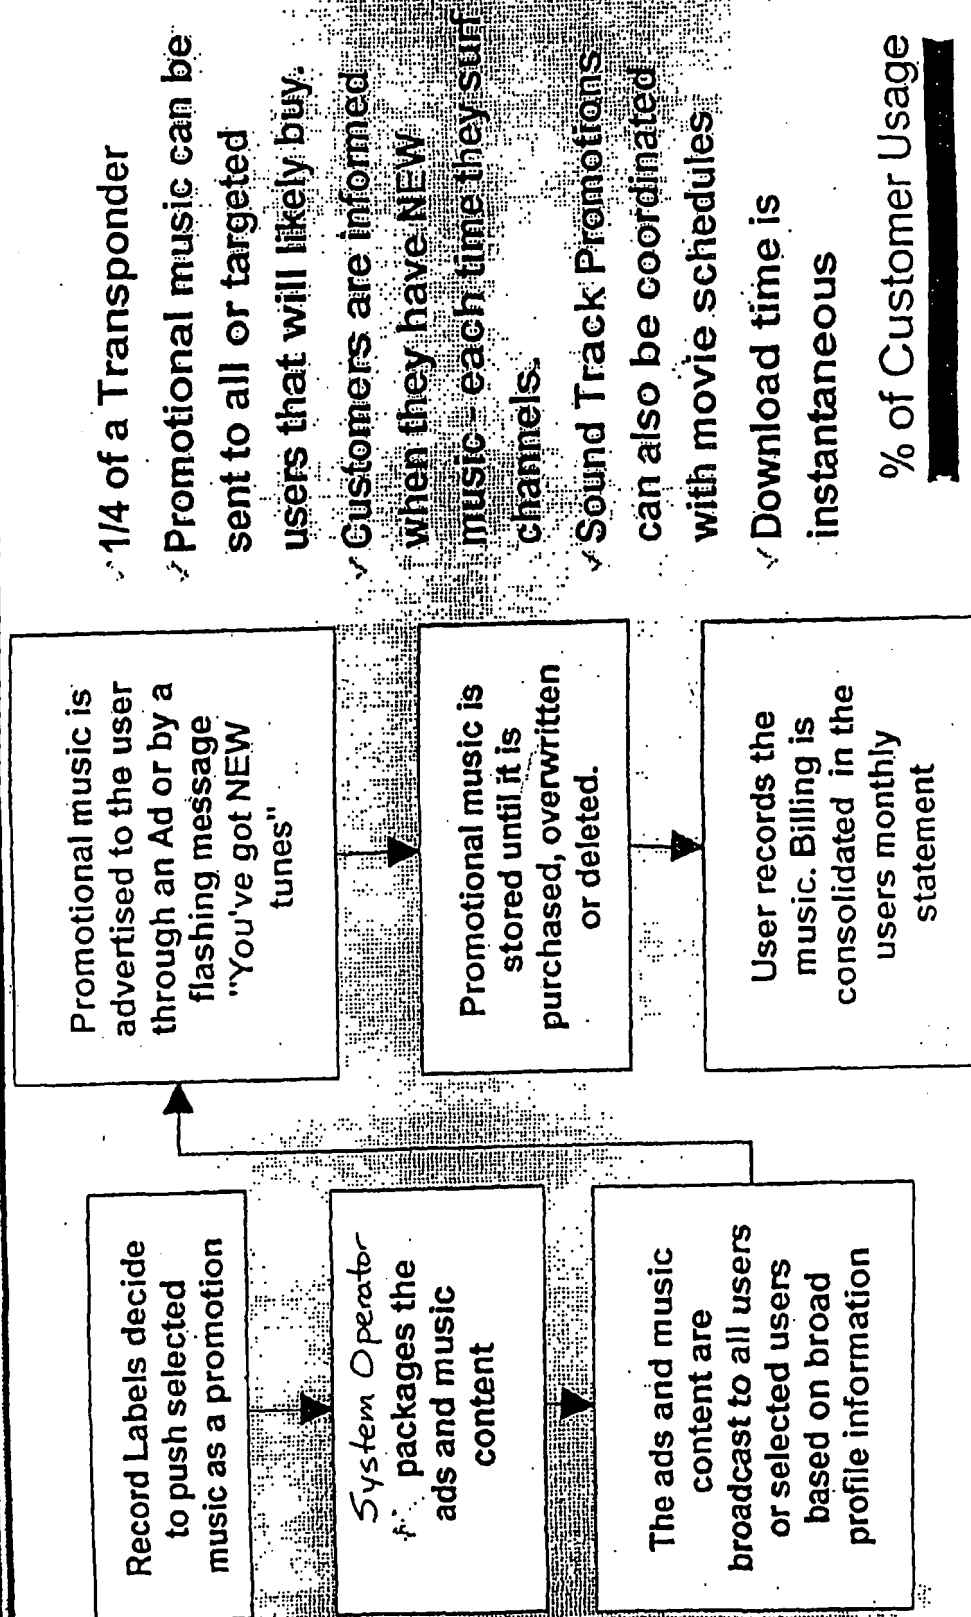 Record Labels decide
to push selected
music as a promotion
System Operator
packages the
ads and music
content
The ads and music
content are
broadcast to all users
or selected users
based on broad
profile information
Promotional music is
advertised to the user
through an Ad or by a
flashing message
"You've got NEW
tunes"
Promotional music is
stored until it is
purchased, overwritten
or deleted.
User records the
music. Billing is
consolidated in the
users monthly
statement
✓ 1/4 of a Transponder
✓ Promotional music can be
sent to all or targeted
users that will likely buy.
✓ Customers are informed
when they have NEW
music - each time they surf
channels.
✓ Sound Track Promotions
can also be coordinated
with movie schedules
✓ Download time is
instantaneous
% of Customer Usage